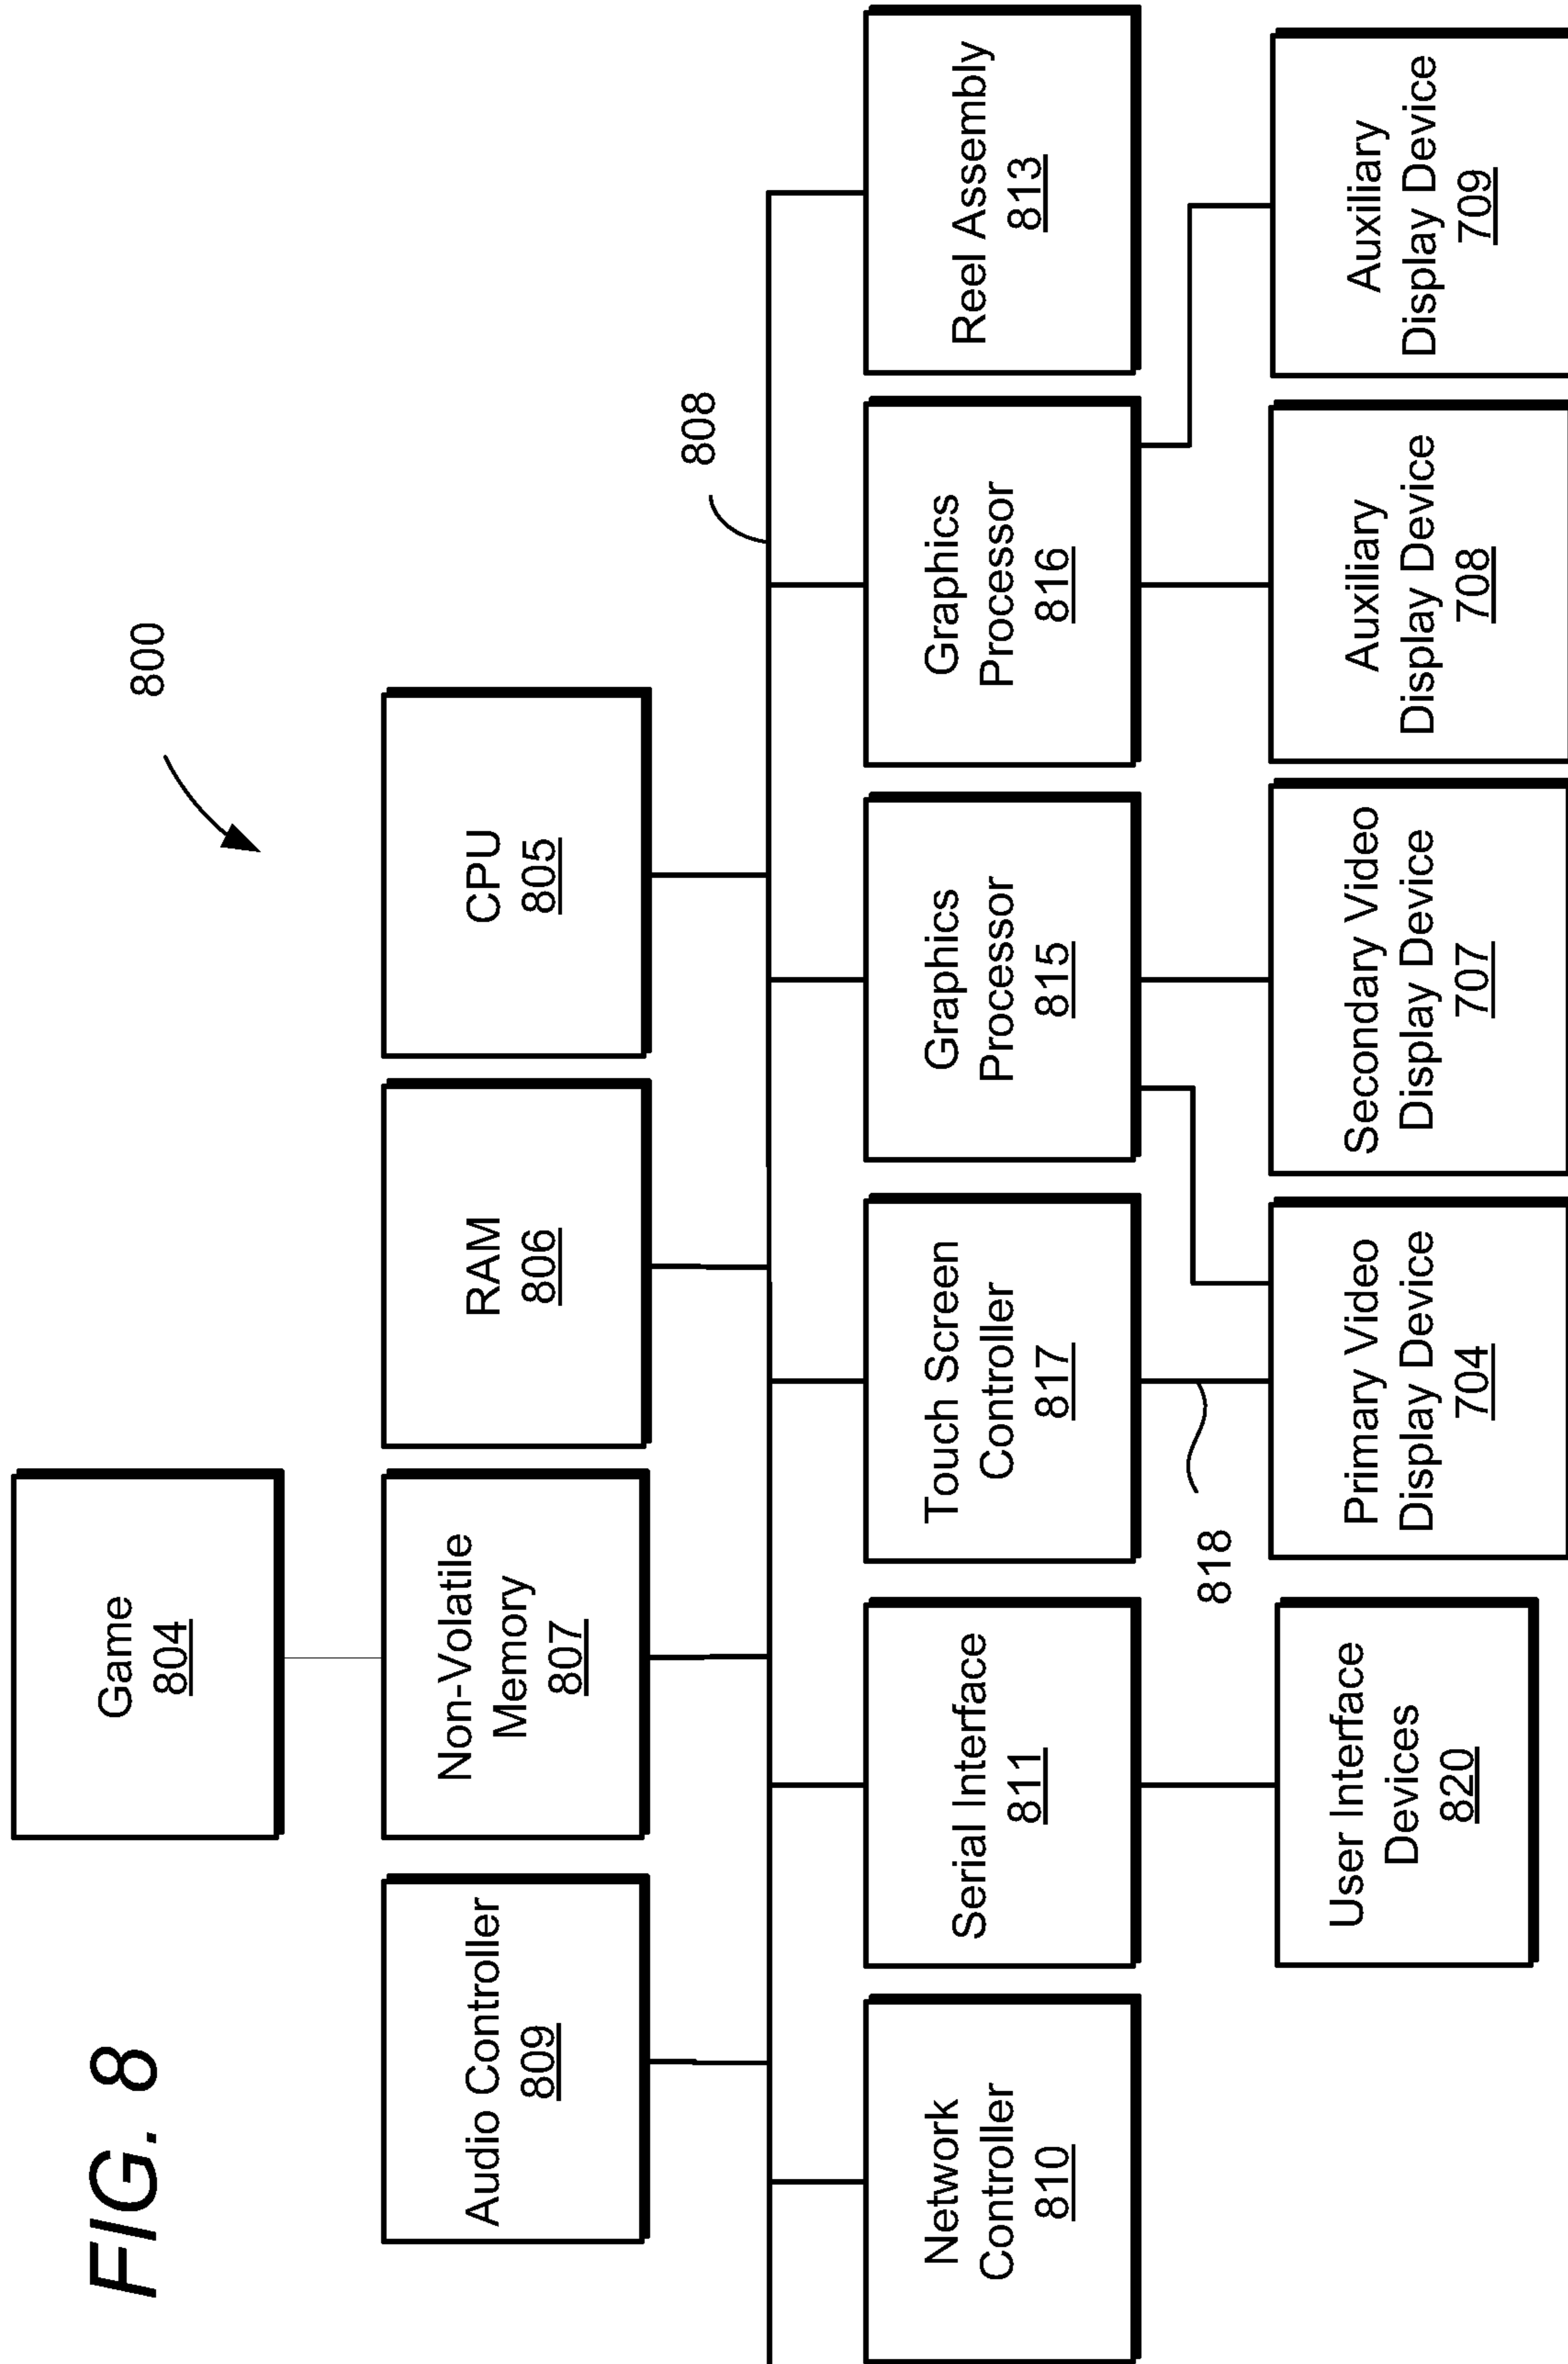 FIG. 8
800
Game
804
Audio Controller
809
Non-Volatile
Memory
807
RAM
806
CPU
805
808
Network
Controller
810
Serial Interface
811
Touch Screen
Controller
817
Graphics
Processor
815
Graphics
Processor
816
Reel Assembly
813
818
User Interface
Devices
820
Primary Video
Display Device
704
Secondary Video
Display Device
707
Auxiliary
Display Device
708
Auxiliary
Display Device
709